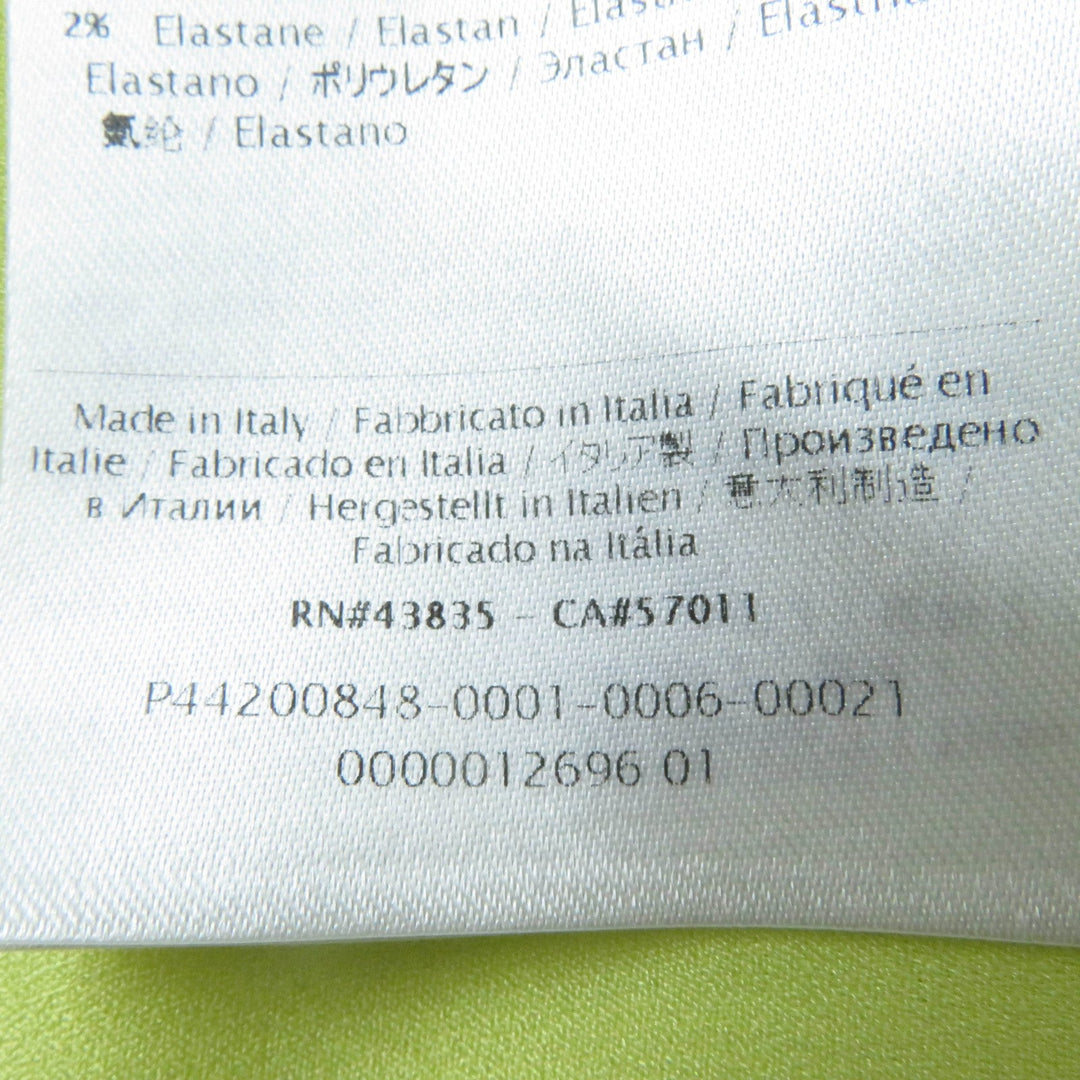 2% Elastane / Elastan /
Elastano / ポリウレタン / Эластан /
氨纶 / Elastano
Made in Italy / Fabbricato in Italia / Fabriqué en
Italie / Fabricado en Italia / イタリア製 / Произведено
в Италии / Hergestellt in Italien / 意大利制造 /
Fabricado na Itália
RN#43835 - CA#57011
P44200848-0001-0006-00021
0000012696 01